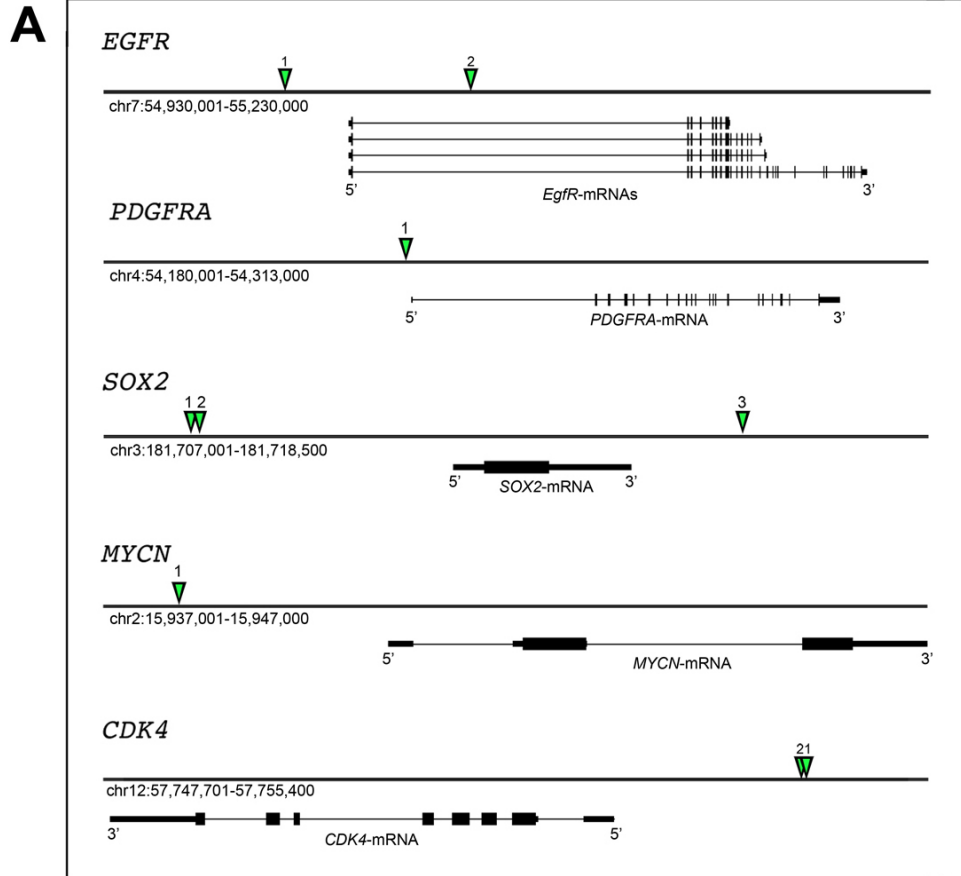 A
EGFR
1 2
chr7:54,930,001-55,230,000
5' 3'
EgfR-mRNAs
PDGFRA
1
chr4:54,180,001-54,313,000
5' 3'
PDGFRA-mRNA
SOX2
1 2 3
chr3:181,707,001-181,718,500
5' 3'
SOX2-mRNA
MYCN
1
chr2:15,937,001-15,947,000
5' 3'
MYCN-mRNA
CDK4
21
chr12:57,747,701-57,755,400
3' 5'
CDK4-mRNA